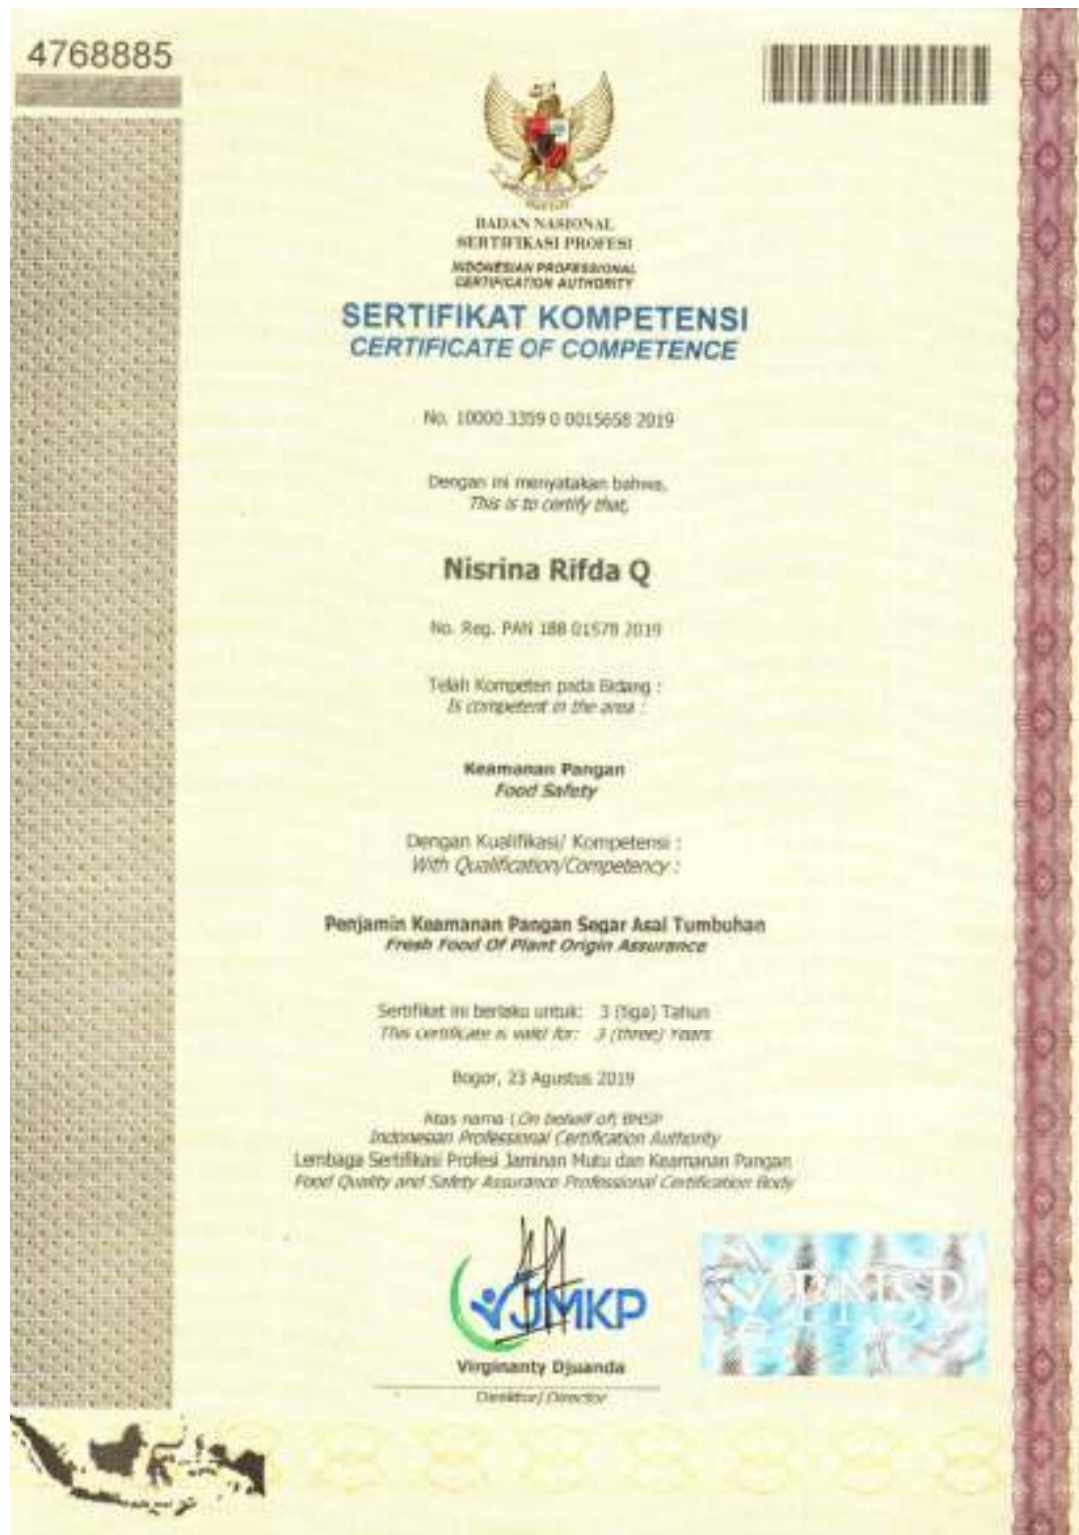 4768885
BADAN NASIONAL
SERTIFIKASI PROFESI
INDONESIAN PROFESSIONAL
CERTIFICATION AUTHORITY
SERTIFIKAT KOMPETENSI
CERTIFICATE OF COMPETENCE
No. 10000 3359 0 0015658 2019
Dengan ini menyatakan bahwa,
This is to certify that,
Nisrina Rifda Q
No. Reg. PAN 188 01578 2019
Telah Kompeten pada Bidang :
Is competent in the area :
Keamanan Pangan
Food Safety
Dengan Kualifikasi/ Kompetensi :
With Qualification/Competency :
Penjamin Keamanan Pangan Segar Asal Tumbuhan
Fresh Food Of Plant Origin Assurance
Sertifikat ini berlaku untuk: 3 (tiga) Tahun
This certificate is valid for: 3 (three) Years
Bogor, 23 Agustus 2019
Atas nama (On behalf of) BNSP
Indonesian Professional Certification Authority
Lembaga Sertifikasi Profesi Jaminan Mutu dan Keamanan Pangan
Food Quality and Safety Assurance Professional Certification Body
JMKP
BNSP
Virginanty Djuanda
Direktur/ Director